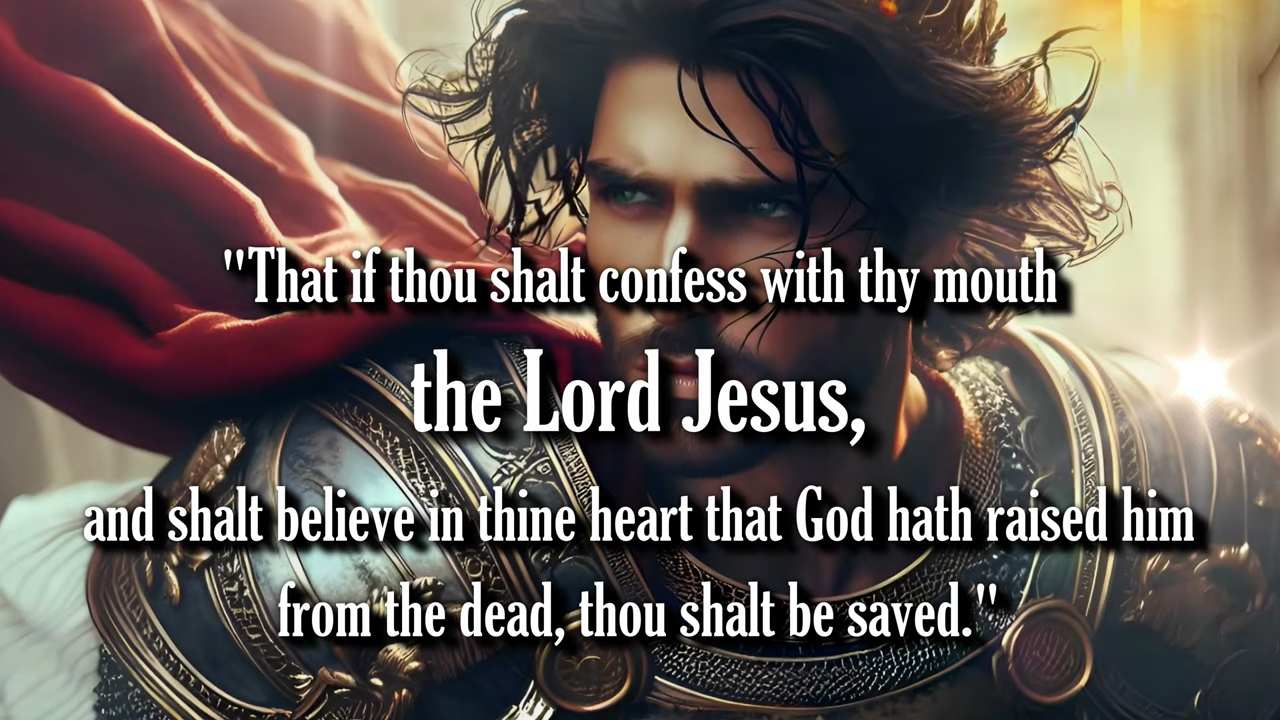 "That if thou shalt confess with thy mouth
the Lord Jesus,
and shalt believe in thine heart that God hath raised him
from the dead, thou shalt be saved."